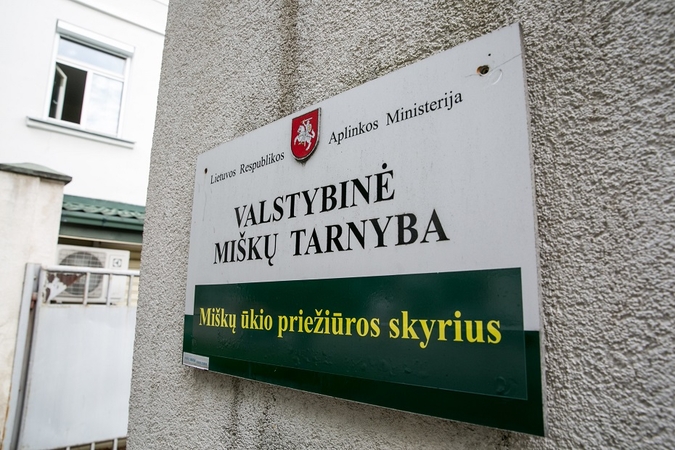 Lietuvos Respublikos Aplinkos Ministerija
VALSTYBINĖ
MIŠKŲ TARNYBA
Miškų ūkio priežiūros skyrius